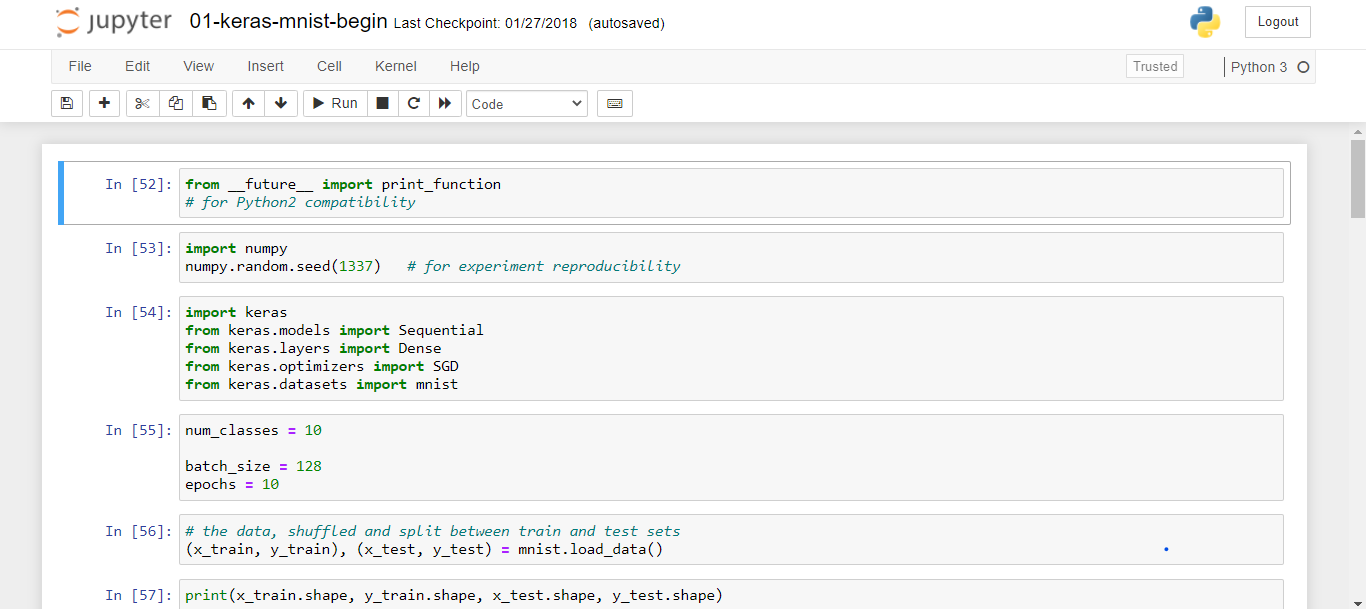 jupyter 01-keras-mnist-begin Last Checkpoint: 01/27/2018 (autosaved) Logout
File Edit View Insert Cell Kernel Help Trusted Python 3
Run Code
In [52]: from __future__ import print_function
# for Python2 compatibility
In [53]: import numpy
numpy.random.seed(1337)   # for experiment reproducibility
In [54]: import keras
from keras.models import Sequential
from keras.layers import Dense
from keras.optimizers import SGD
from keras.datasets import mnist
In [55]: num_classes = 10
batch_size = 128
epochs = 10
In [56]: # the data, shuffled and split between train and test sets
(x_train, y_train), (x_test, y_test) = mnist.load_data()
In [57]: print(x_train.shape, y_train.shape, x_test.shape, y_test.shape)